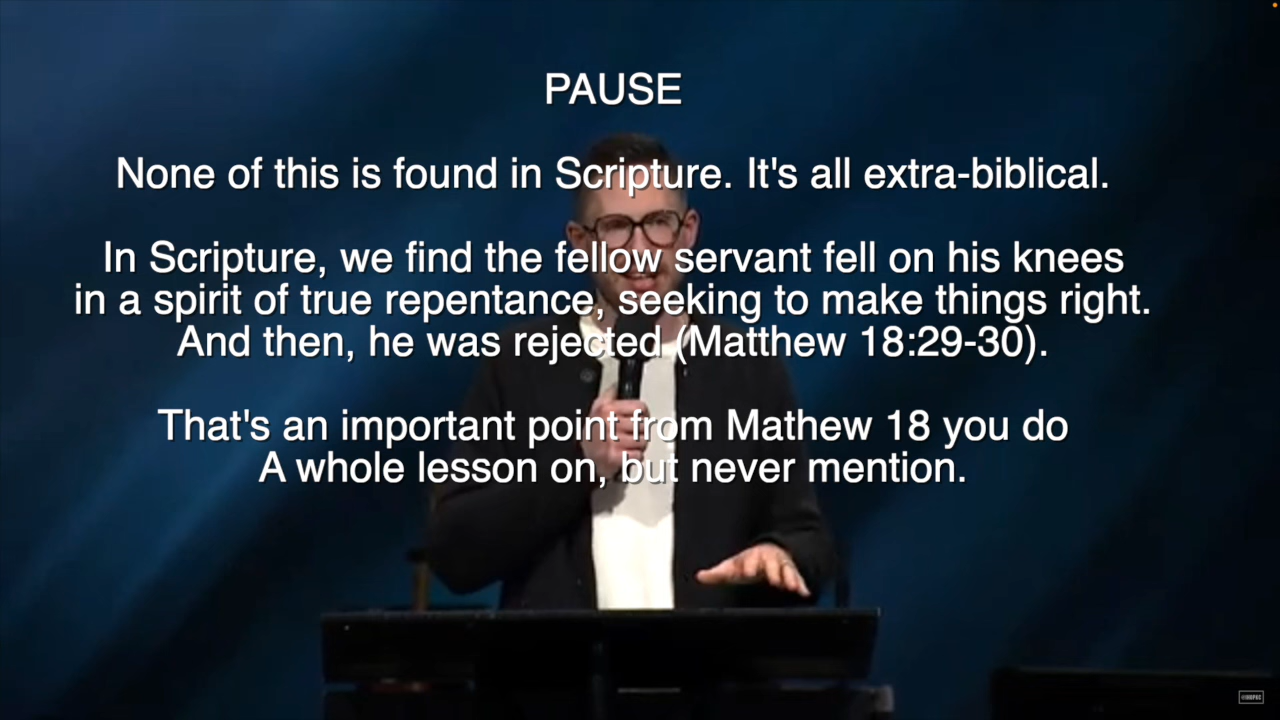 PAUSE
None of this is found in Scripture. It's all extra-biblical.
In Scripture, we find the fellow servant fell on his knees
in a spirit of true repentance, seeking to make things right.
And then, he was rejected (Matthew 18:29-30).
That's an important point from Mathew 18 you do
A whole lesson on, but never mention.